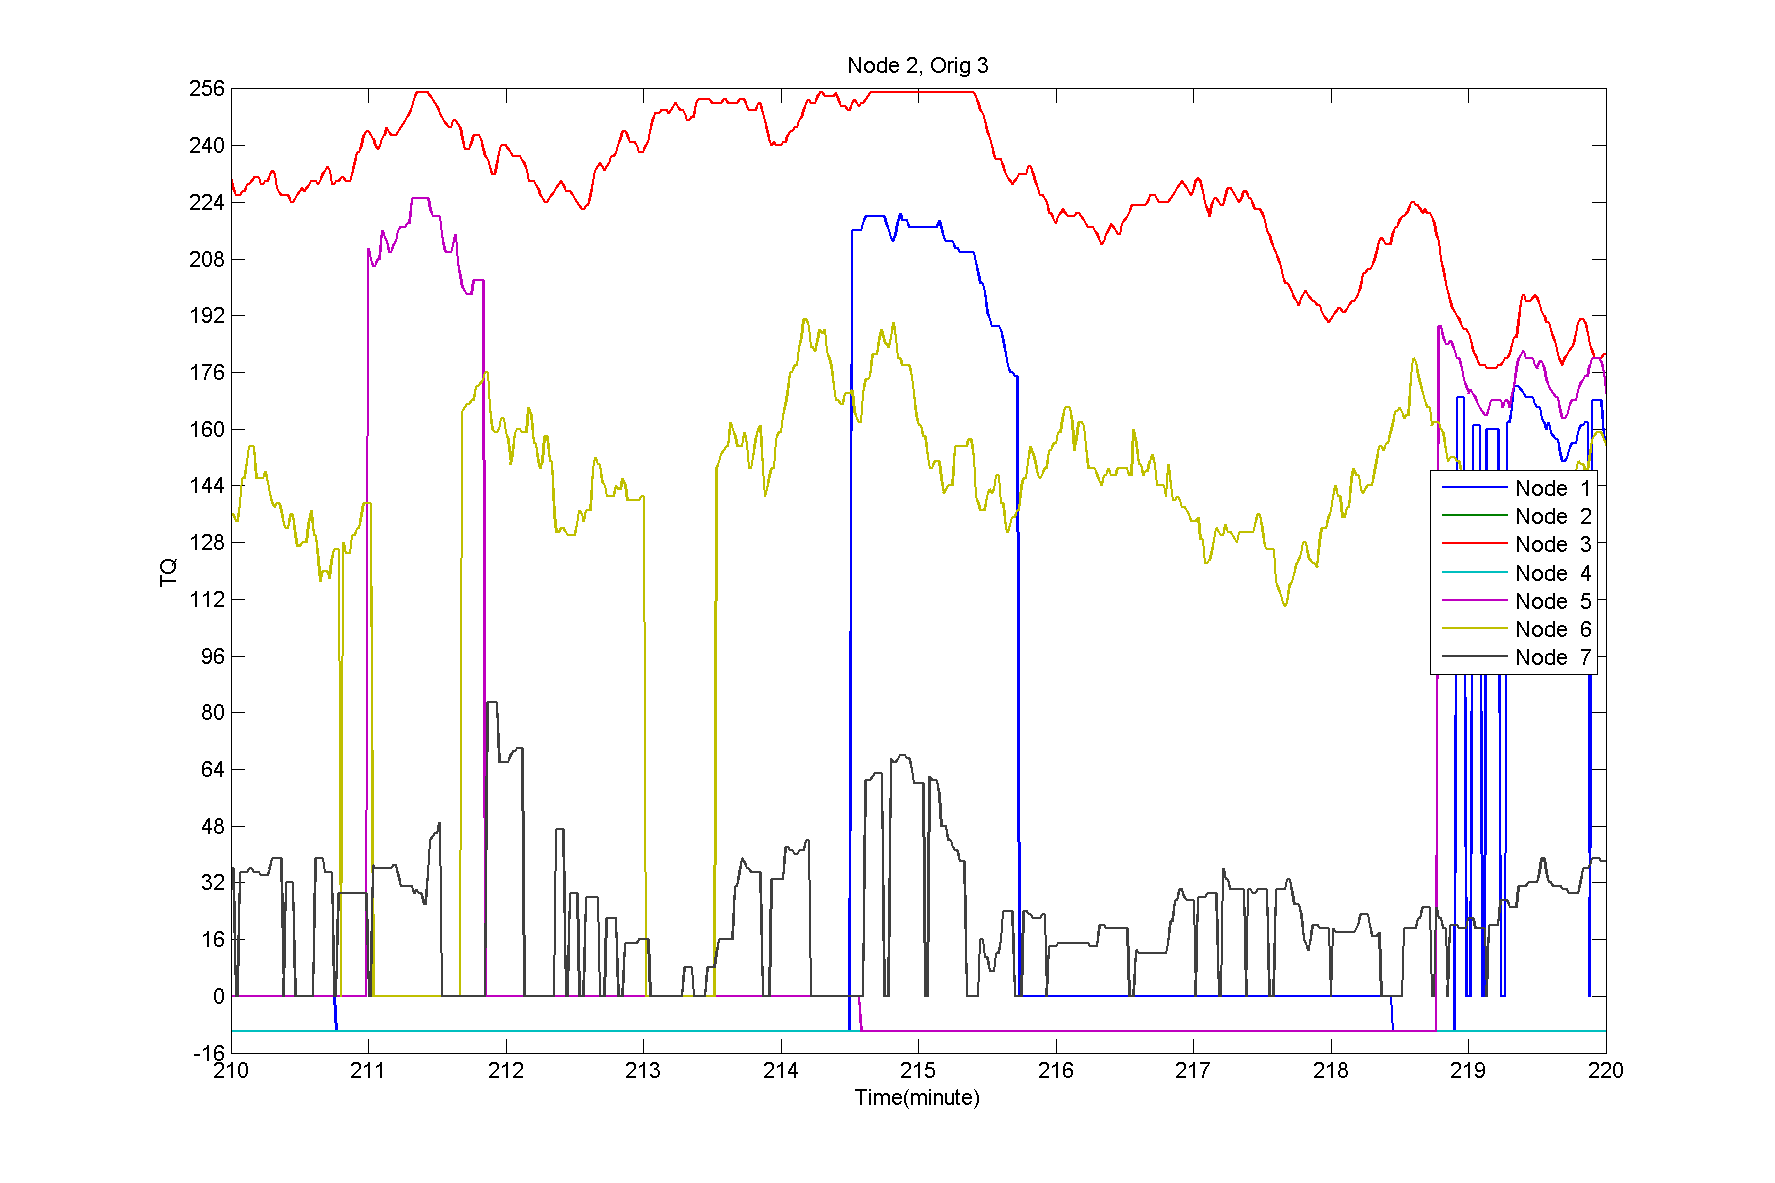 Node 2, Orig 3
256
240
224
208
192
176
160
144
128
112
96
80
64
48
32
16
0
-16
TQ
210 211 212 213 214 215 216 217 218 219 220
Time(minute)
Node 1
Node 2
Node 3
Node 4
Node 5
Node 6
Node 7